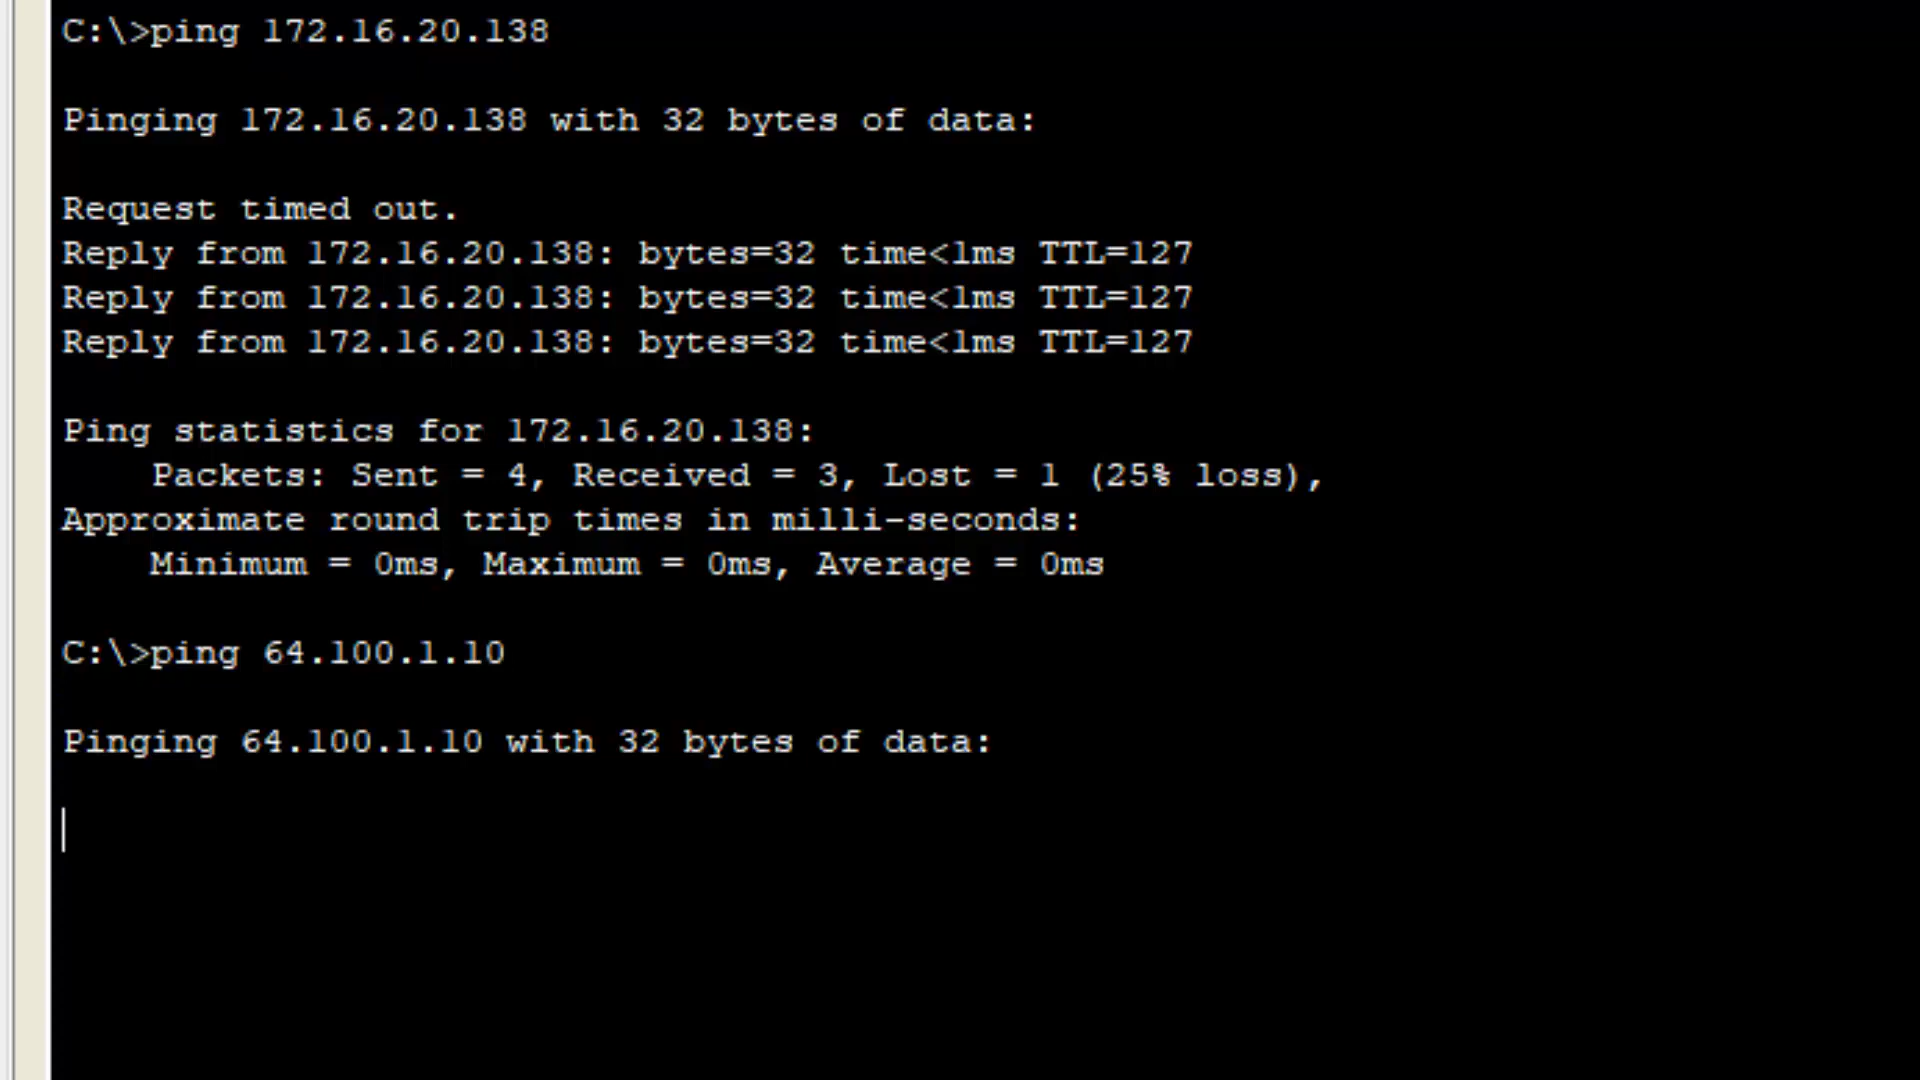 C:\>ping 172.16.20.138
Pinging 172.16.20.138 with 32 bytes of data:
Request timed out.
Reply from 172.16.20.138: bytes=32 time<1ms TTL=127
Reply from 172.16.20.138: bytes=32 time<1ms TTL=127
Reply from 172.16.20.138: bytes=32 time<1ms TTL=127
Ping statistics for 172.16.20.138:
    Packets: Sent = 4, Received = 3, Lost = 1 (25% loss),
Approximate round trip times in milli-seconds:
    Minimum = 0ms, Maximum = 0ms, Average = 0ms
C:\>ping 64.100.1.10
Pinging 64.100.1.10 with 32 bytes of data: